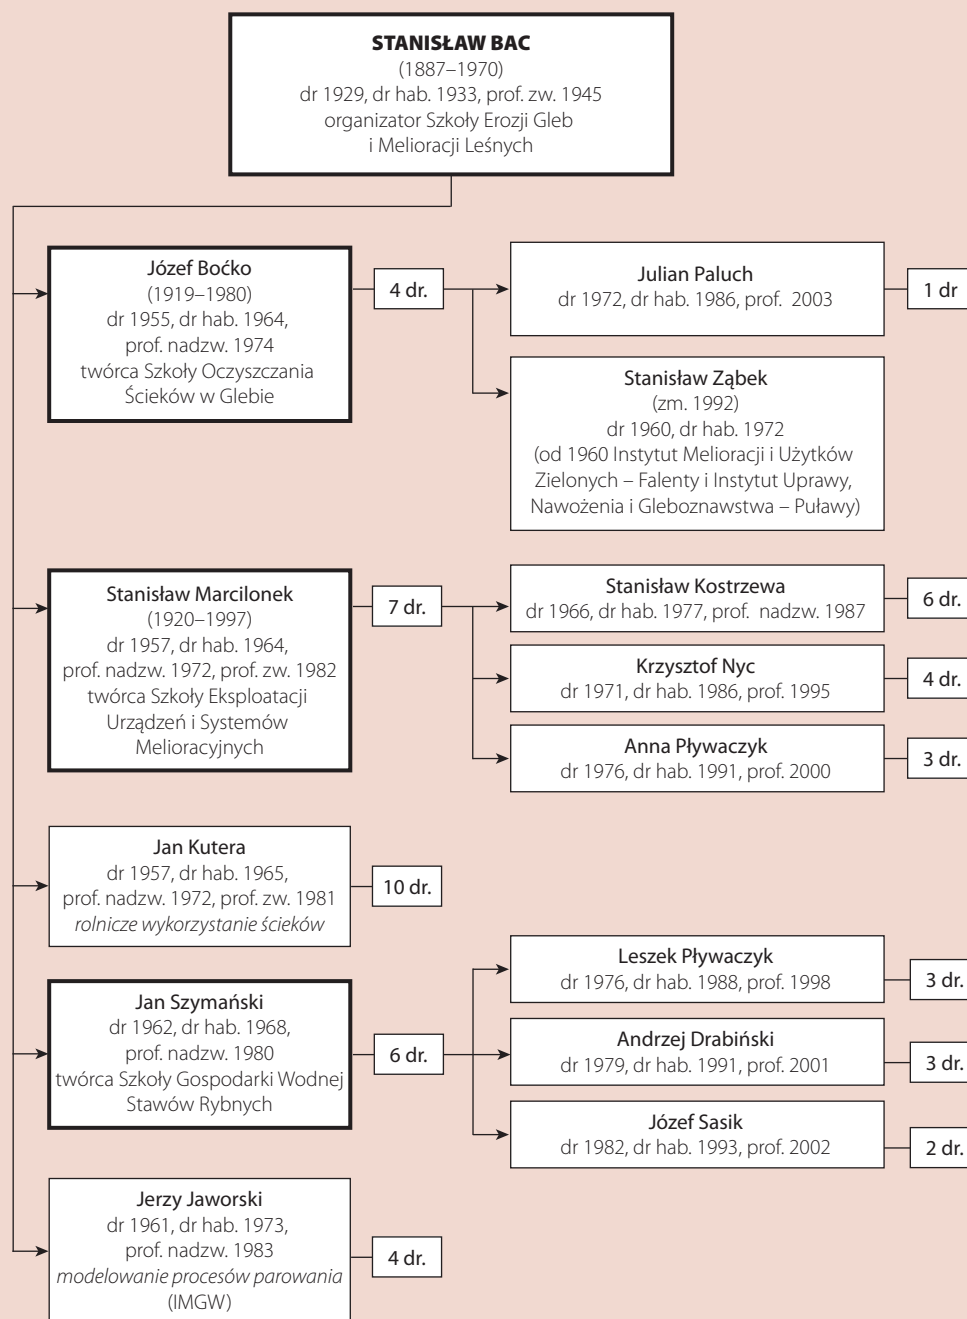 STANISŁAW BAC
(1887–1970)
dr 1929, dr hab. 1933, prof. zw. 1945
organizator Szkoły Erozji Gleb
i Melioracji Leśnych
Józef Boćko
(1919–1980)
dr 1955, dr hab. 1964,
prof. nadzw. 1974
twórca Szkoły Oczyszczania
Ścieków w Glebie
4 dr.
Julian Paluch
dr 1972, dr hab. 1986, prof. 2003
1 dr
Stanisław Ząbek
(zm. 1992)
dr 1960, dr hab. 1972
(od 1960 Instytut Melioracji i Użytków
Zielonych – Falenty i Instytut Uprawy,
Nawożenia i Gleboznawstwa – Puławy)
Stanisław Marcilonek
(1920–1997)
dr 1957, dr hab. 1964,
prof. nadzw. 1972, prof. zw. 1982
twórca Szkoły Eksploatacji
Urządzeń i Systemów
Melioracyjnych
7 dr.
Stanisław Kostrzewa
dr 1966, dr hab. 1977, prof. nadzw. 1987
6 dr.
Krzysztof Nyc
dr 1971, dr hab. 1986, prof. 1995
4 dr.
Anna Pływaczyk
dr 1976, dr hab. 1991, prof. 2000
3 dr.
Jan Kutera
dr 1957, dr hab. 1965,
prof. nadzw. 1972, prof. zw. 1981
rolnicze wykorzystanie ścieków
10 dr.
Jan Szymański
dr 1962, dr hab. 1968,
prof. nadzw. 1980
twórca Szkoły Gospodarki Wodnej
Stawów Rybnych
6 dr.
Leszek Pływaczyk
dr 1976, dr hab. 1988, prof. 1998
3 dr.
Andrzej Drabiński
dr 1979, dr hab. 1991, prof. 2001
3 dr.
Józef Sasik
dr 1982, dr hab. 1993, prof. 2002
2 dr.
Jerzy Jaworski
dr 1961, dr hab. 1973,
prof. nadzw. 1983
modelowanie procesów parowania
(IMGW)
4 dr.